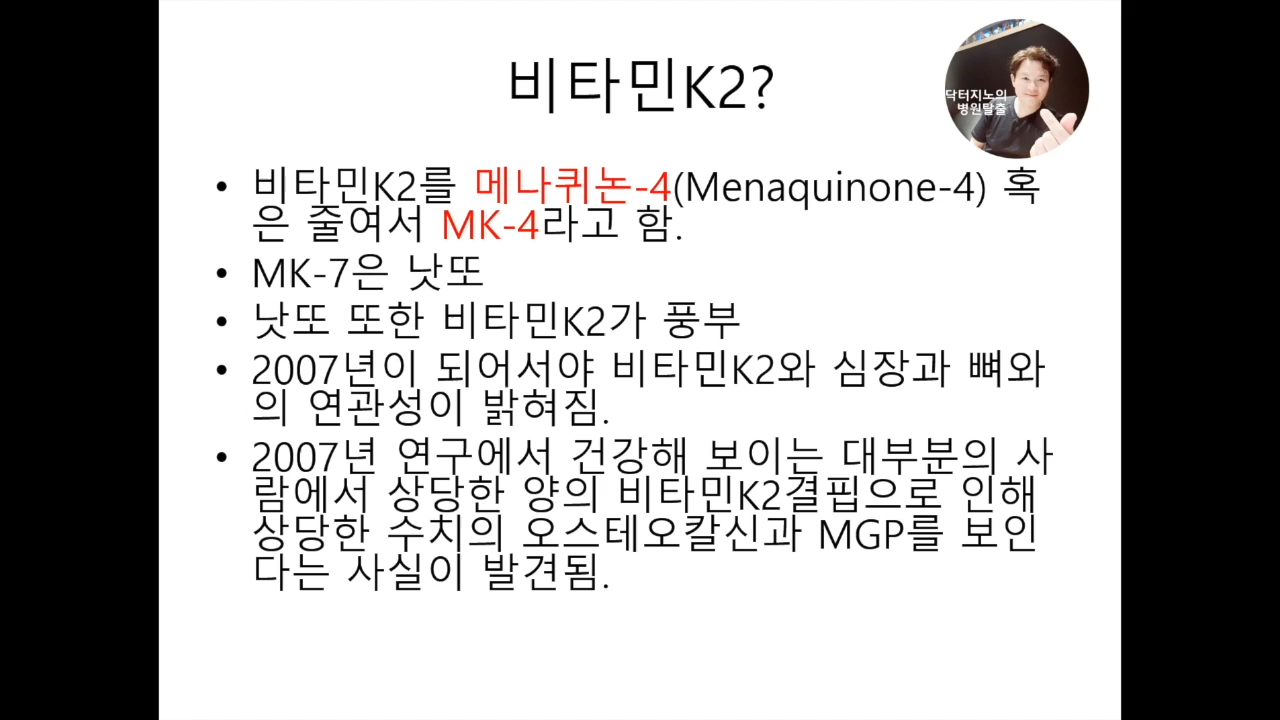 비타민K2?
닥터지노의
병원탈출
• 비타민K2를 메나퀴논-4(Menaquinone-4) 혹
은 줄여서 MK-4라고 함.
• MK-7은 낫또
• 낫또 또한 비타민K2가 풍부
• 2007년이 되어서야 비타민K2와 심장과 뼈와
의 연관성이 밝혀짐.
• 2007년 연구에서 건강해 보이는 대부분의 사
람에서 상당한 양의 비타민K2결핍으로 인해
상당한 수치의 오스테오칼신과 MGP를 보인
다는 사실이 발견됨.